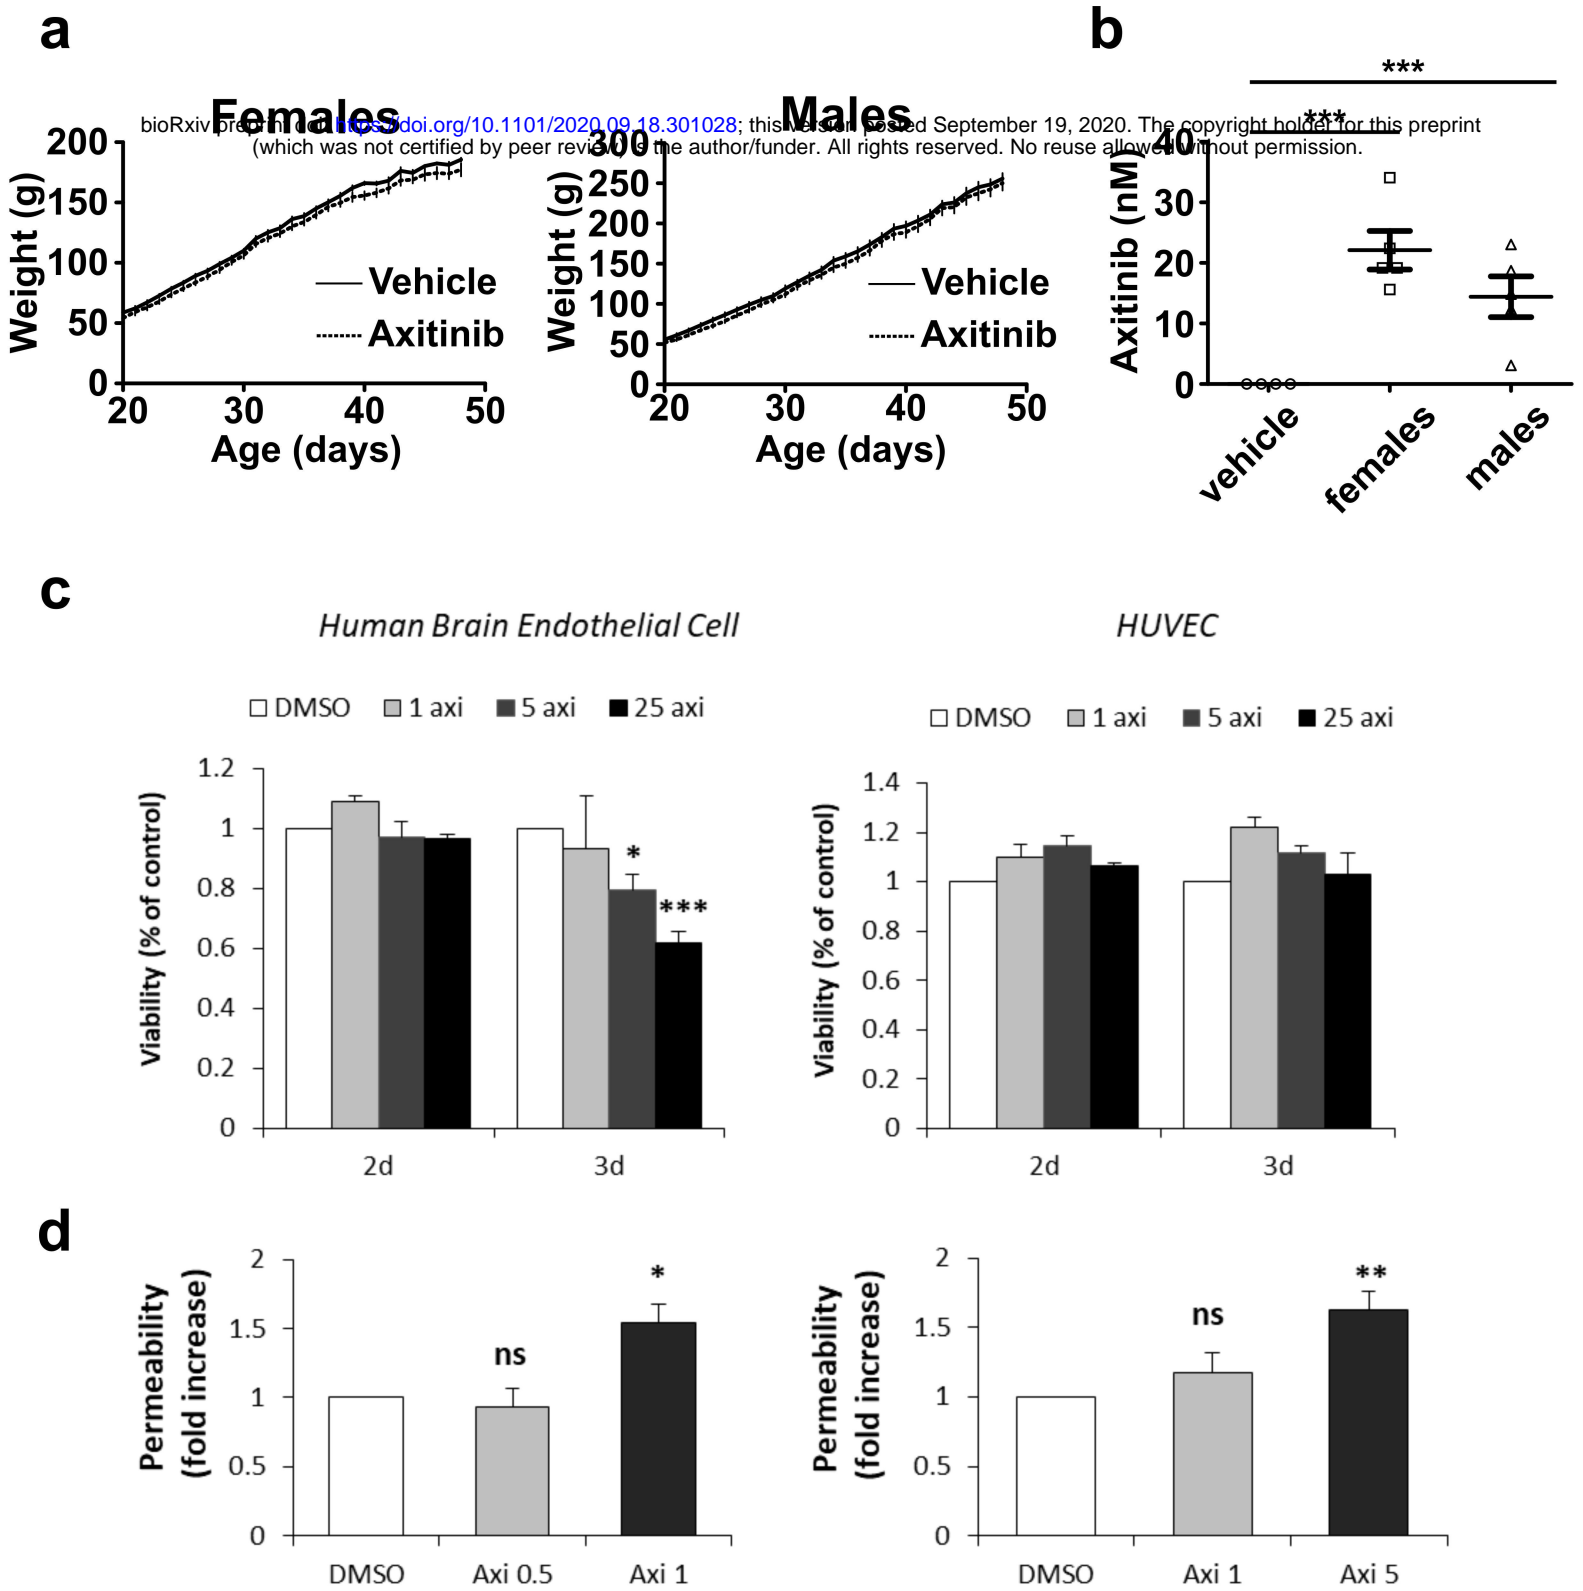 a
b
***
Females
Males
***
bioRxiv preprint doi: https://doi.org/10.1101/2020.09.18.301028; this version posted September 19, 2020. The copyright holder for this preprint
(which was not certified by peer review) is the author/funder. All rights reserved. No reuse allowed without permission.
Weight (g)
200
150
100
50
0
20
30
40
50
Age (days)
Vehicle
Axitinib
Weight (g)
300
250
200
150
100
50
0
20
30
40
50
Age (days)
Vehicle
Axitinib
Axitinib (nM)
40
30
20
10
0
vehicle
females
males
c
Human Brain Endothelial Cell
DMSO 1 axi 5 axi 25 axi
Viability (% of control)
1.2
1
0.8
0.6
0.4
0.2
0
*
***
2d
3d
HUVEC
DMSO 1 axi 5 axi 25 axi
Viability (% of control)
1.4
1.2
1
0.8
0.6
0.4
0.2
0
2d
3d
d
Permeability
(fold increase)
2
1.5
1
0.5
0
ns
*
DMSO
Axi 0.5
Axi 1
Permeability
(fold increase)
2
1.5
1
0.5
0
ns
**
DMSO
Axi 1
Axi 5